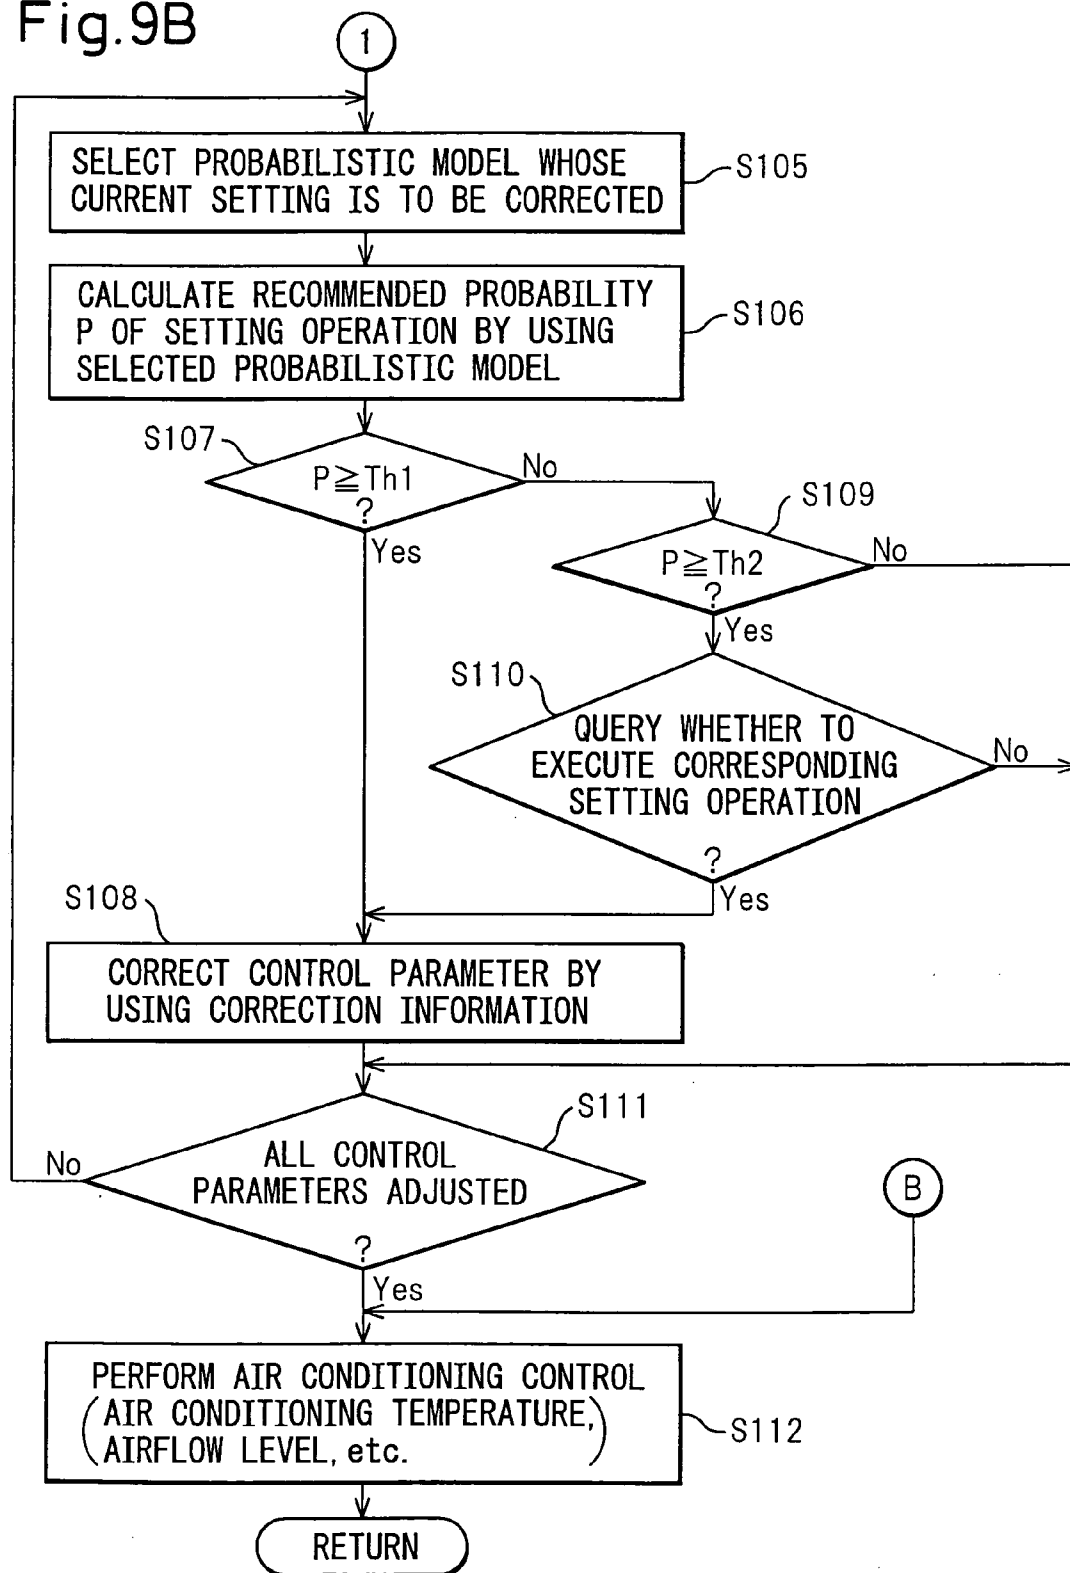 Fig.9B
1
SELECT PROBABILISTIC MODEL WHOSE
CURRENT SETTING IS TO BE CORRECTED
S105
CALCULATE RECOMMENDED PROBABILITY
P OF SETTING OPERATION BY USING
SELECTED PROBABILISTIC MODEL
S106
S107
P≧Th1
?
No
Yes
S109
P≧Th2
?
No
Yes
S110
QUERY WHETHER TO
EXECUTE CORRESPONDING
SETTING OPERATION
?
No
Yes
S108
CORRECT CONTROL PARAMETER BY
USING CORRECTION INFORMATION
S111
ALL CONTROL
PARAMETERS ADJUSTED
?
No
Yes
B
PERFORM AIR CONDITIONING CONTROL
(AIR CONDITIONING TEMPERATURE,
AIRFLOW LEVEL, etc.)
S112
RETURN